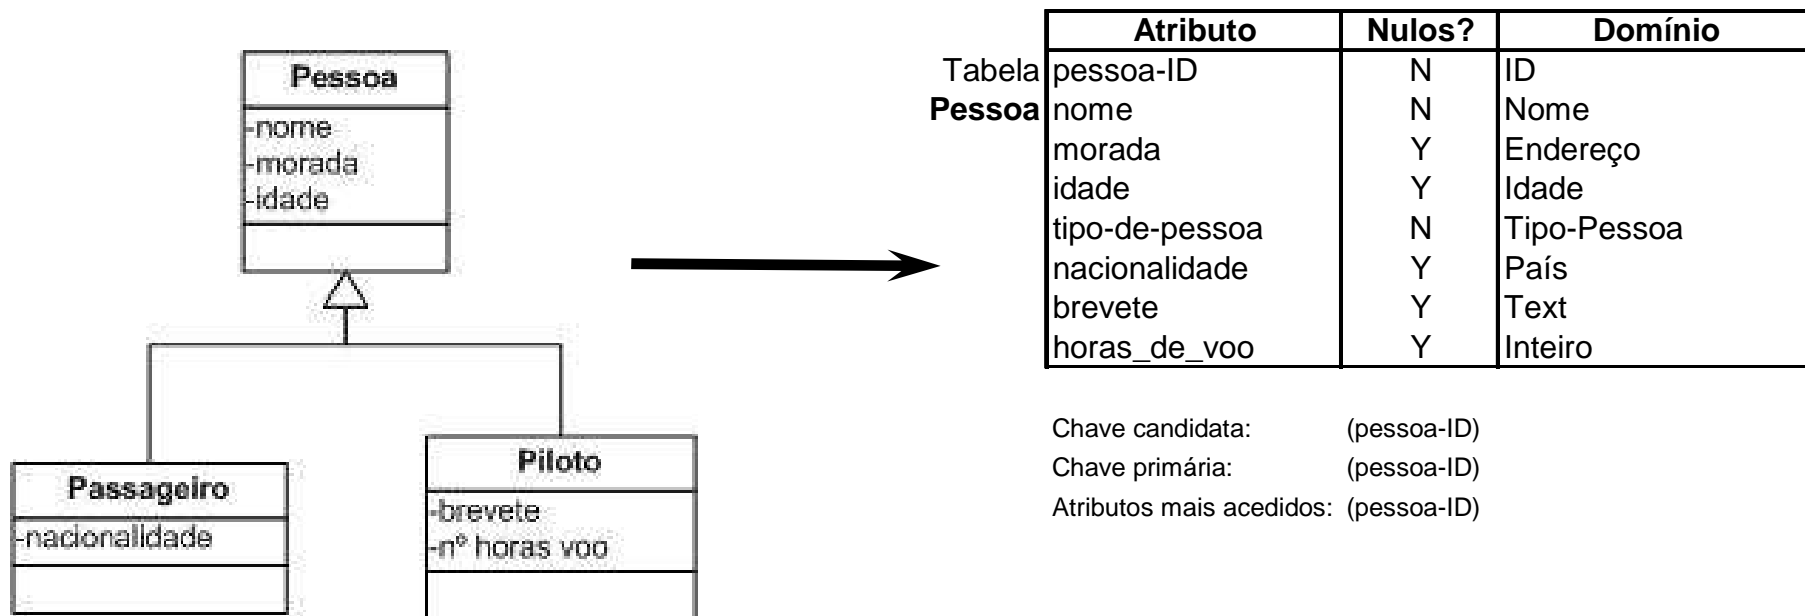 Pessoa
-nome
-morada
-idade
Passageiro
-nacionalidade
Piloto
-brevete
-nº horas voo
Atributo Nulos? Domínio
Tabela pessoa-ID N ID
Pessoa nome N Nome
morada Y Endereço
idade Y Idade
tipo-de-pessoa N Tipo-Pessoa
nacionalidade Y País
brevete Y Text
horas_de_voo Y Inteiro
Chave candidata: (pessoa-ID)
Chave primária: (pessoa-ID)
Atributos mais acedidos: (pessoa-ID)